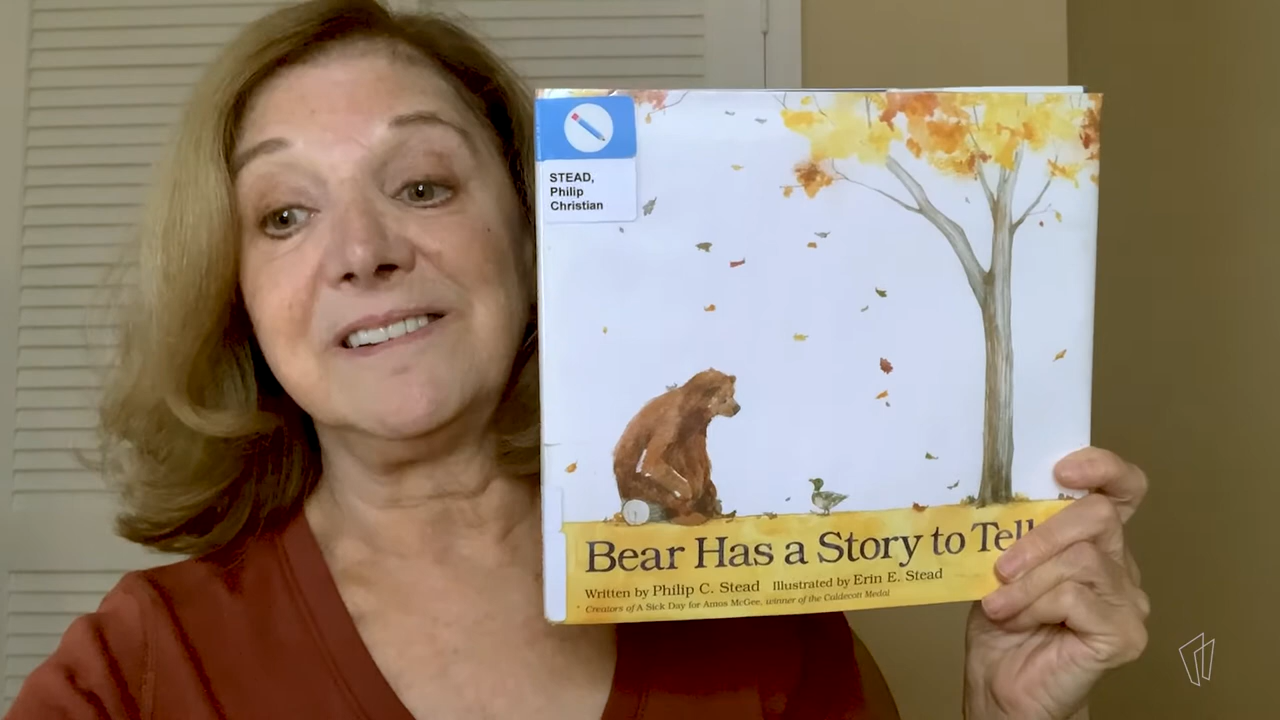 STEAD,
Philip
Christian
Bear Has a Story to Tell
Written by Philip C. Stead Illustrated by Erin E. Stead
Creators of A Sick Day for Amos McGee, winner of the Caldecott Medal